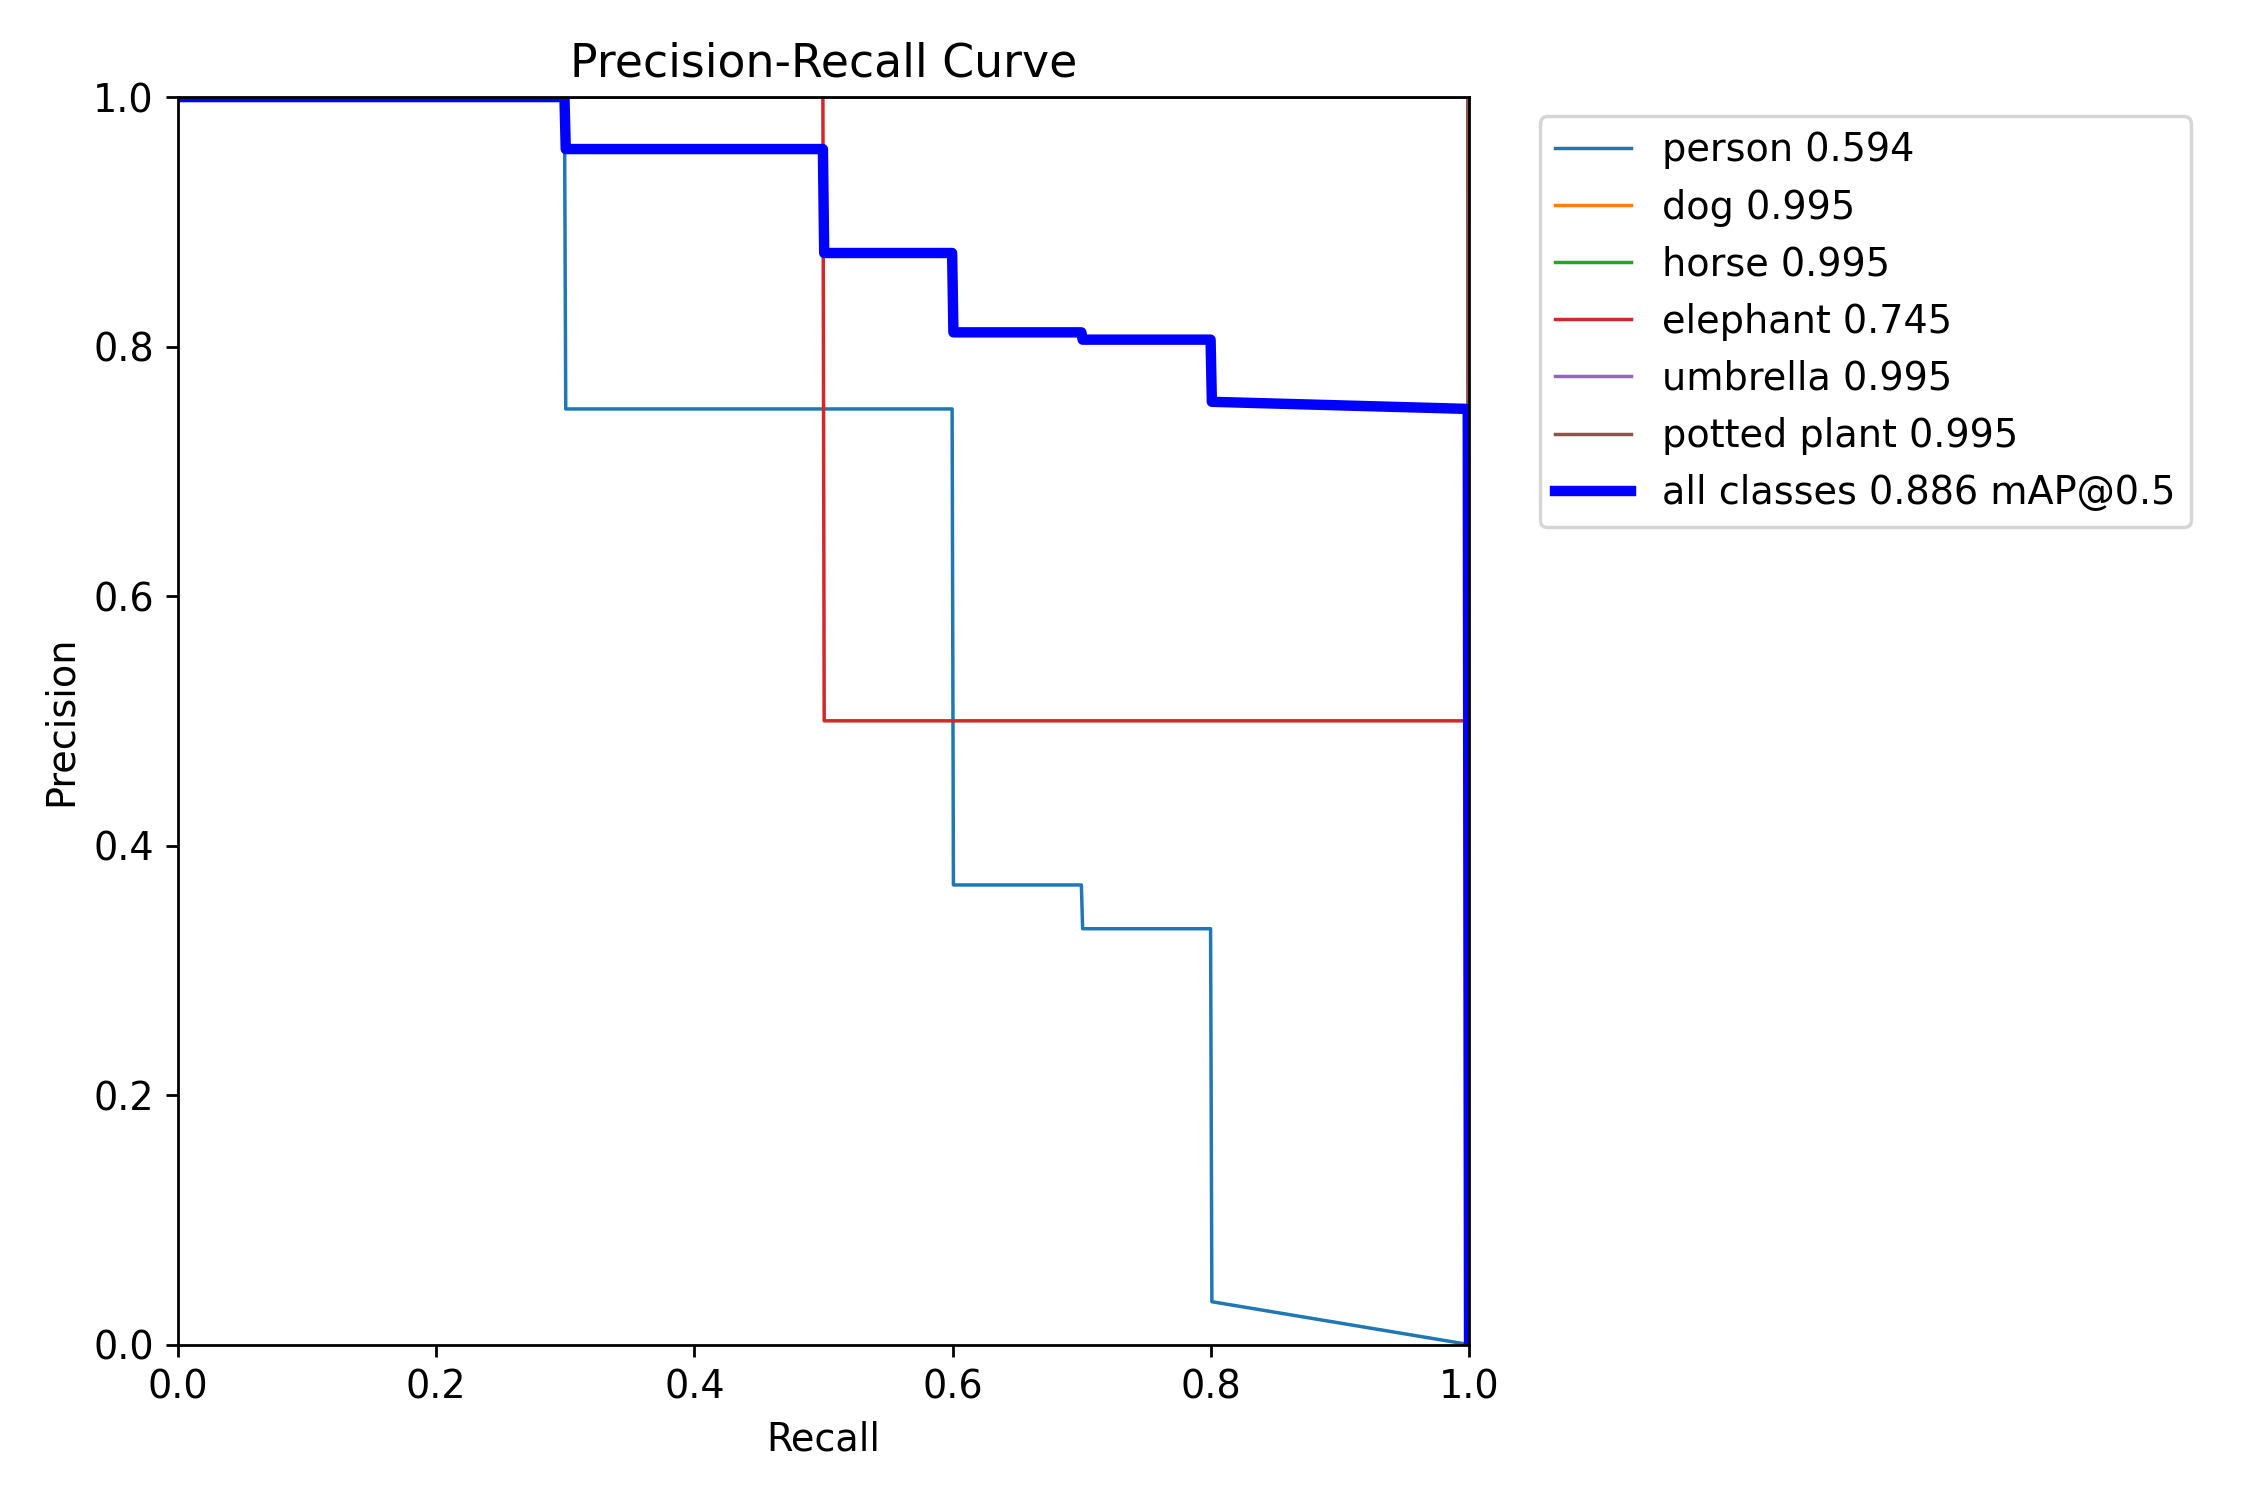 Precision-Recall Curve
1.0
0.8
0.6
0.4
0.2
0.0
Precision
0.0 0.2 0.4 0.6 0.8 1.0
Recall
person 0.594
dog 0.995
horse 0.995
elephant 0.745
umbrella 0.995
potted plant 0.995
all classes 0.886 mAP@0.5